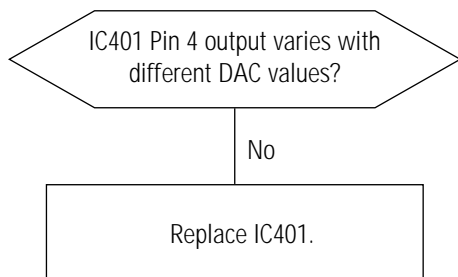 IC401 Pin 4 output varies with
different DAC values?
No
Replace IC401.